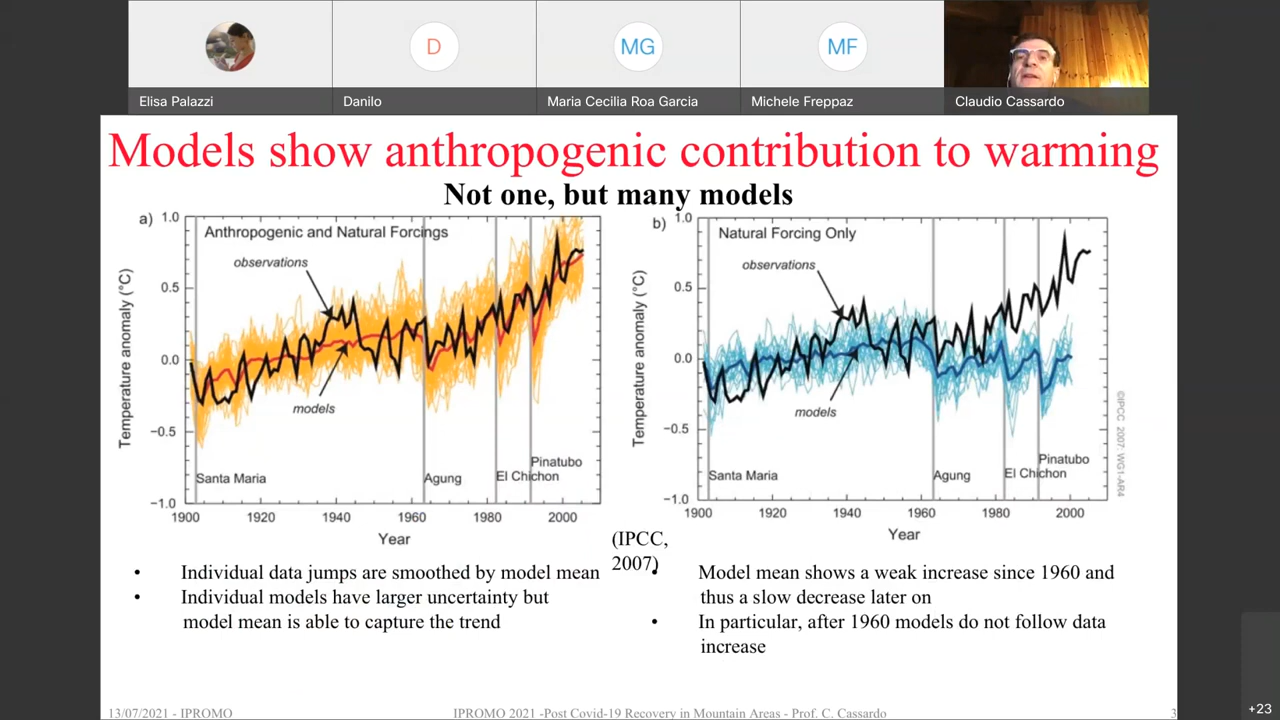 D
MG
MF
Elisa Palazzi
Danilo
Maria Cecilia Roa Garcia
Michele Freppaz
Claudio Cassardo
Models show anthropogenic contribution to warming
Not one, but many models
a)
Anthropogenic and Natural Forcings
observations
models
Temperature anomaly (°C)
1.0
0.5
0.0
−0.5
−1.0
Santa Maria
Agung
El Chichon
Pinatubo
1900
1920
1940
1960
1980
2000
Year
b)
Natural Forcing Only
observations
models
Temperature anomaly (°C)
1.0
0.5
0.0
−0.5
−1.0
Santa Maria
Agung
El Chichon
Pinatubo
1900
1920
1940
1960
1980
2000
Year
©IPCC 2007: WG1-AR4
(IPCC,
2007)
• Individual data jumps are smoothed by model mean
• Individual models have larger uncertainty but
model mean is able to capture the trend
• Model mean shows a weak increase since 1960 and
thus a slow decrease later on
• In particular, after 1960 models do not follow data
increase
13/07/2021 - IPROMO
IPROMO 2021 -Post Covid-19 Recovery in Mountain Areas - Prof. C. Cassardo
3
+23